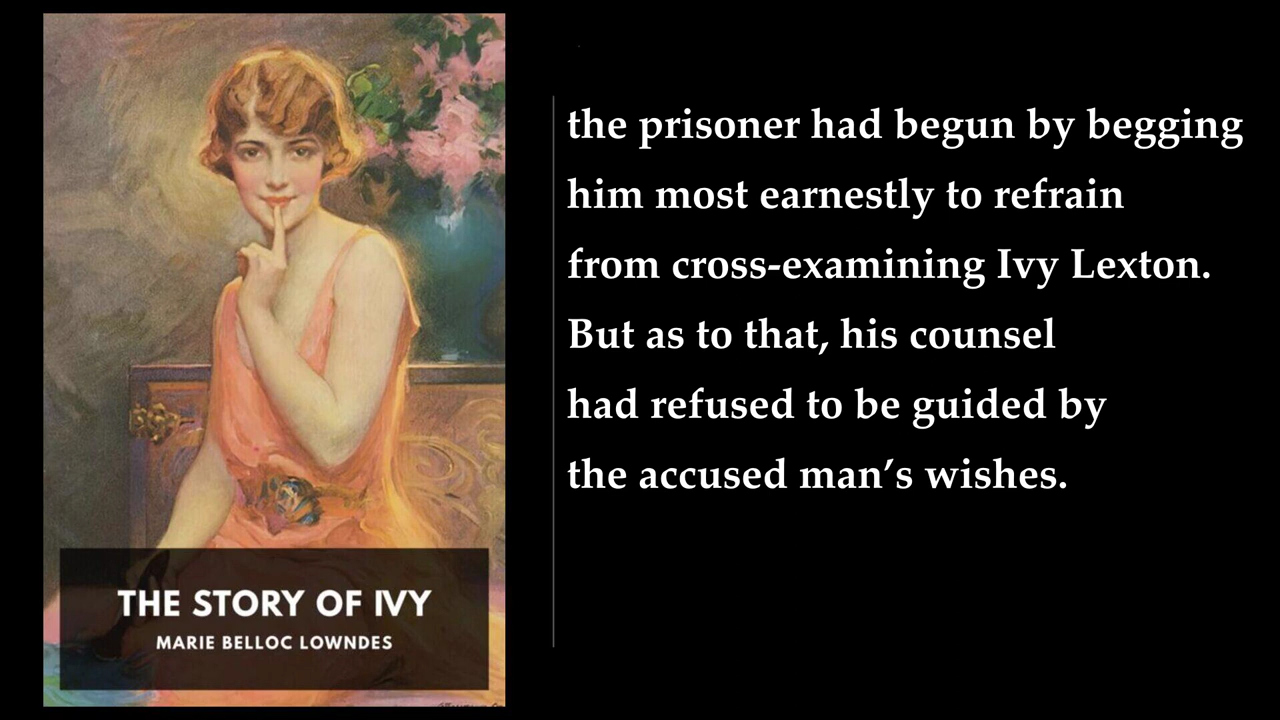 the prisoner had begun by begging
him most earnestly to refrain
from cross-examining Ivy Lexton.
But as to that, his counsel
had refused to be guided by
the accused man’s wishes.
THE STORY OF IVY
MARIE BELLOC LOWNDES